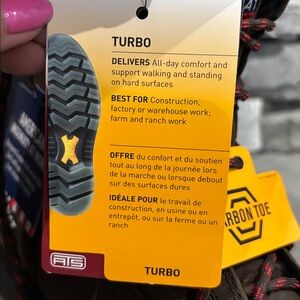 TURBO
DELIVERS All-day comfort and
support walking and standing
on hard surfaces
BEST FOR Construction,
factory or warehouse work,
farm and ranch work
OFFRE du confort et du soutien
tout au long de la journée lors
de la marche ou lorsque debout
sur des surfaces dures
IDÉALE POUR le travail de
construction, en usine ou en
entrepôt, ou sur la ferme ou un
ranch
ATS
TURBO
RBON TOE